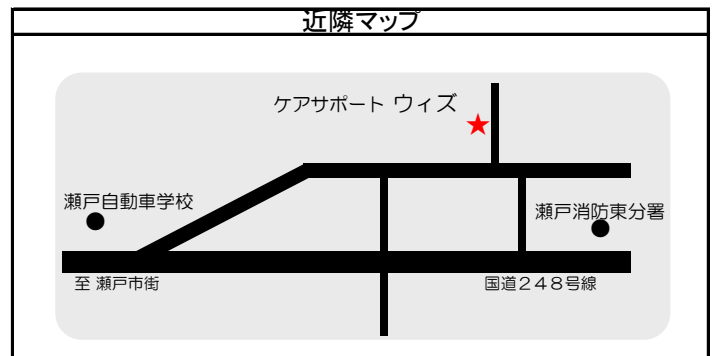 近隣マップ
ケアサポート ウィズ
瀬戸自動車学校
瀬戸消防東分署
至 瀬戸市街
国道２４８号線